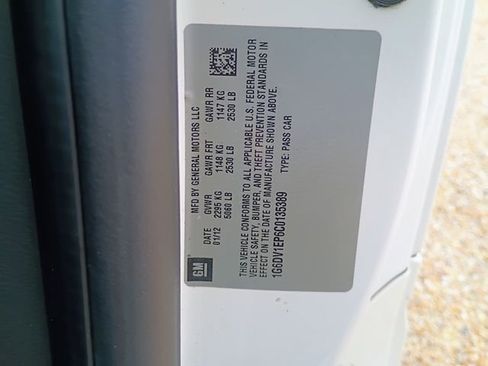 MFD BY GENERAL MOTORS LLC
DATE GVWR GAWR FRT GAWR RR
01/12 2295 KG 1148 KG 1147 KG
5060 LB 2530 LB 2530 LB
THIS VEHICLE CONFORMS TO ALL APPLICABLE U.S. FEDERAL MOTOR
VEHICLE SAFETY, BUMPER, AND THEFT PREVENTION STANDARDS IN
EFFECT ON THE DATE OF MANUFACTURE SHOWN ABOVE.
1G6DV1EP6C0135389 TYPE: PASS CAR
GM